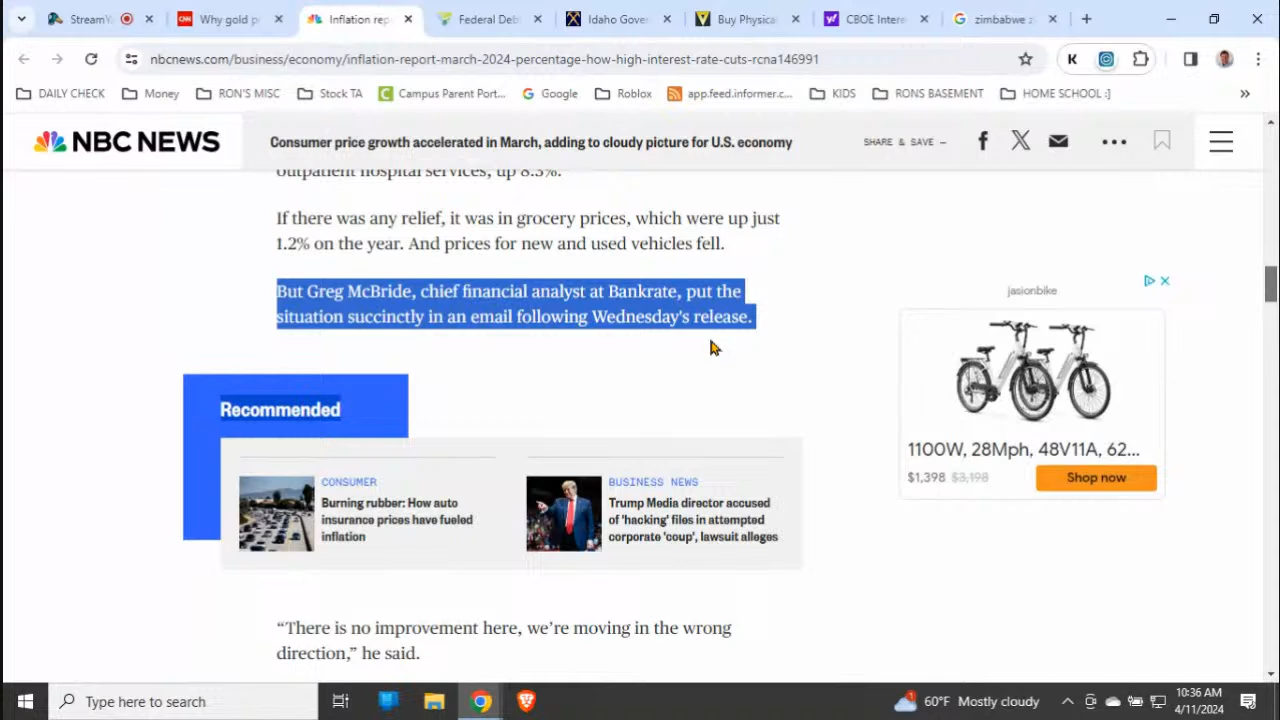 StreamY
Why gold p
Inflation rep
Federal Deb
Idaho Gove
Buy Physica
CBOE Intere
zimbabwe z
nbcnews.com/business/economy/inflation-report-march-2024-percentage-how-high-interest-rate-cuts-rcna146991
K
DAILY CHECK
Money
RON'S MISC
Stock TA
Campus Parent Port...
Google
Roblox
app.feed.informer.c...
KIDS
RONS BASEMENT
HOME SCHOOL :]
NBC NEWS
Consumer price growth accelerated in March, adding to cloudy picture for U.S. economy
SHARE & SAVE —
outpatient hospital services, up 8.3%.
If there was any relief, it was in grocery prices, which were up just
1.2% on the year. And prices for new and used vehicles fell.
But Greg McBride, chief financial analyst at Bankrate, put the
situation succinctly in an email following Wednesday's release.
jasionbike
1100W, 28Mph, 48V11A, 62...
$1,398 $3,198
Shop now
Recommended
CONSUMER
Burning rubber: How auto
insurance prices have fueled
inflation
BUSINESS NEWS
Trump Media director accused
of 'hacking' files in attempted
corporate 'coup', lawsuit alleges
“There is no improvement here, we’re moving in the wrong
direction,” he said.
Type here to search
1
60°F Mostly cloudy
10:36 AM
4/11/2024